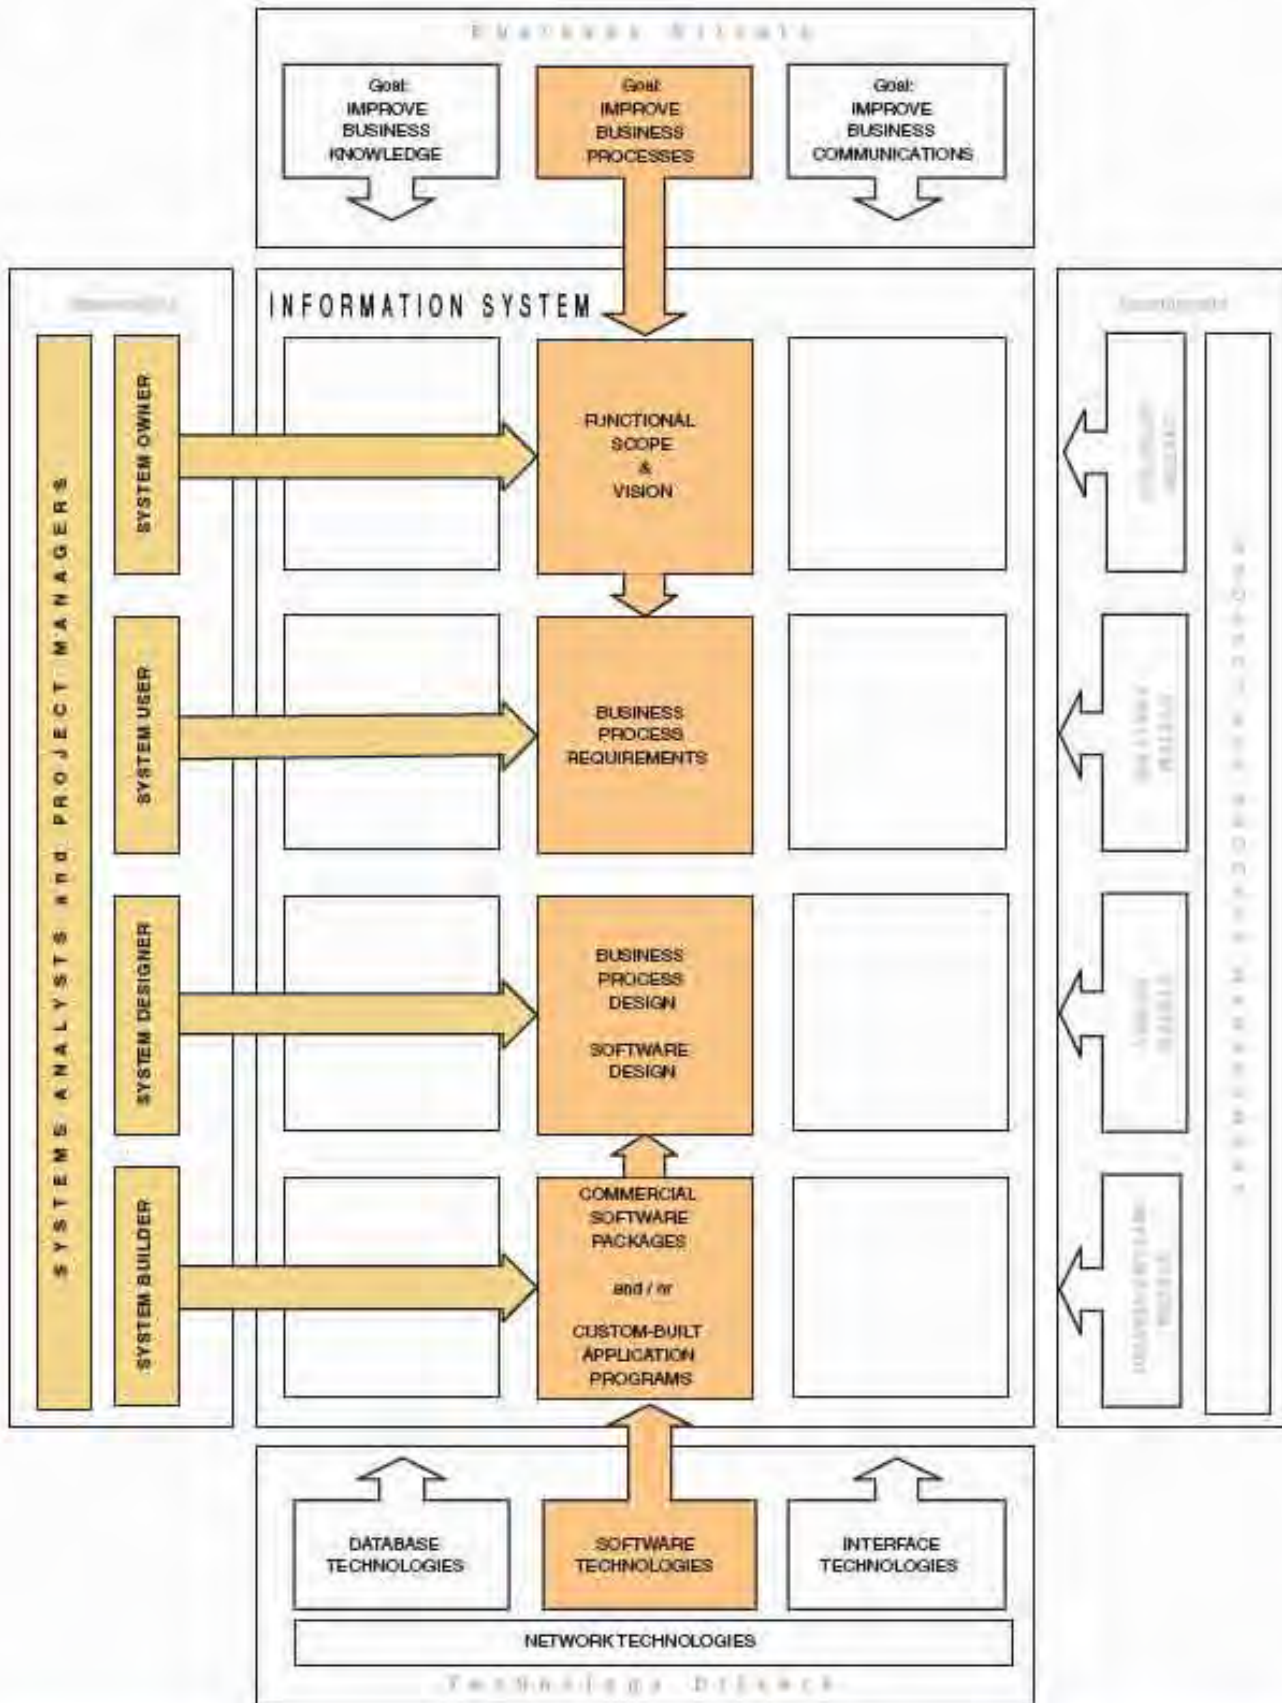 Goal:
IMPROVE
BUSINESS
KNOWLEDGE
Goal:
IMPROVE
BUSINESS
PROCESSES
Goal:
IMPROVE
BUSINESS
COMMUNICATIONS
INFORMATION SYSTEM
SYSTEMS ANALYSTS and PROJECT MANAGERS
SYSTEM OWNER
FUNCTIONAL
SCOPE
&
VISION
SYSTEM USER
BUSINESS
PROCESS
REQUIREMENTS
SYSTEM DESIGNER
BUSINESS
PROCESS
DESIGN
SOFTWARE
DESIGN
SYSTEM BUILDER
COMMERCIAL
SOFTWARE
PACKAGES
and / or
CUSTOM-BUILT
APPLICATION
PROGRAMS
DATABASE
TECHNOLOGIES
SOFTWARE
TECHNOLOGIES
INTERFACE
TECHNOLOGIES
NETWORK TECHNOLOGIES